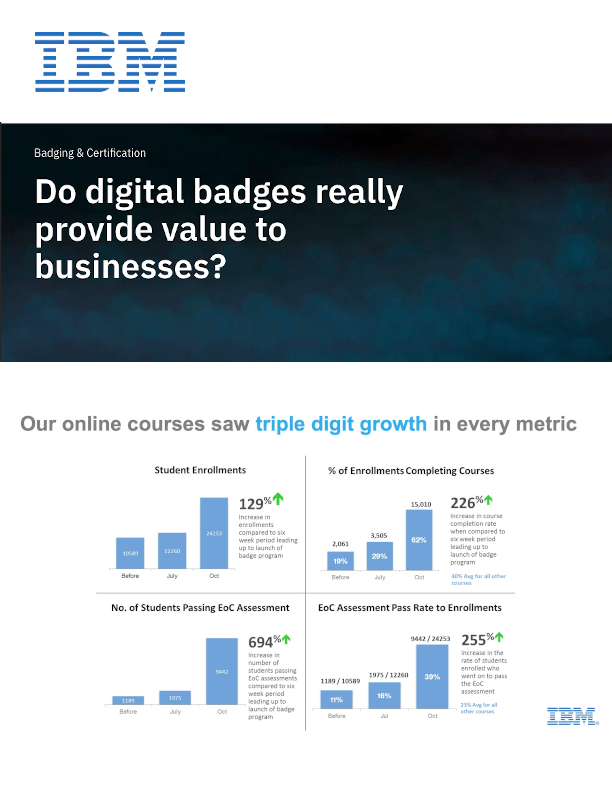 IBM
Badging & Certification
Do digital badges really
provide value to
businesses?
Our online courses saw triple digit growth in every metric
Student Enrollments
10589
12260
24253
Before
July
Oct
129%
Increase in
enrollments
compared to six
week period leading
up to launch of
badge program
% of Enrollments Completing Courses
2,061
3,505
15,010
19%
29%
62%
Before
July
Oct
226%
Increase in course
completion rate
when compared to
six week period
leading up to
launch of badge
program
40% Avg for all other
courses
No. of Students Passing EoC Assessment
1189
1975
9442
Before
July
Oct
694%
Increase in
number of
students passing
EoC assessments
compared to six
week period
leading up to
launch of badge
program
EoC Assessment Pass Rate to Enrollments
1189 / 10589
1975 / 12260
9442 / 24253
11%
16%
39%
Before
July
Oct
255%
Increase in the
rate of students
enrolled who
went on to pass
the EoC
assessment
23% Avg for all
other courses
IBM®